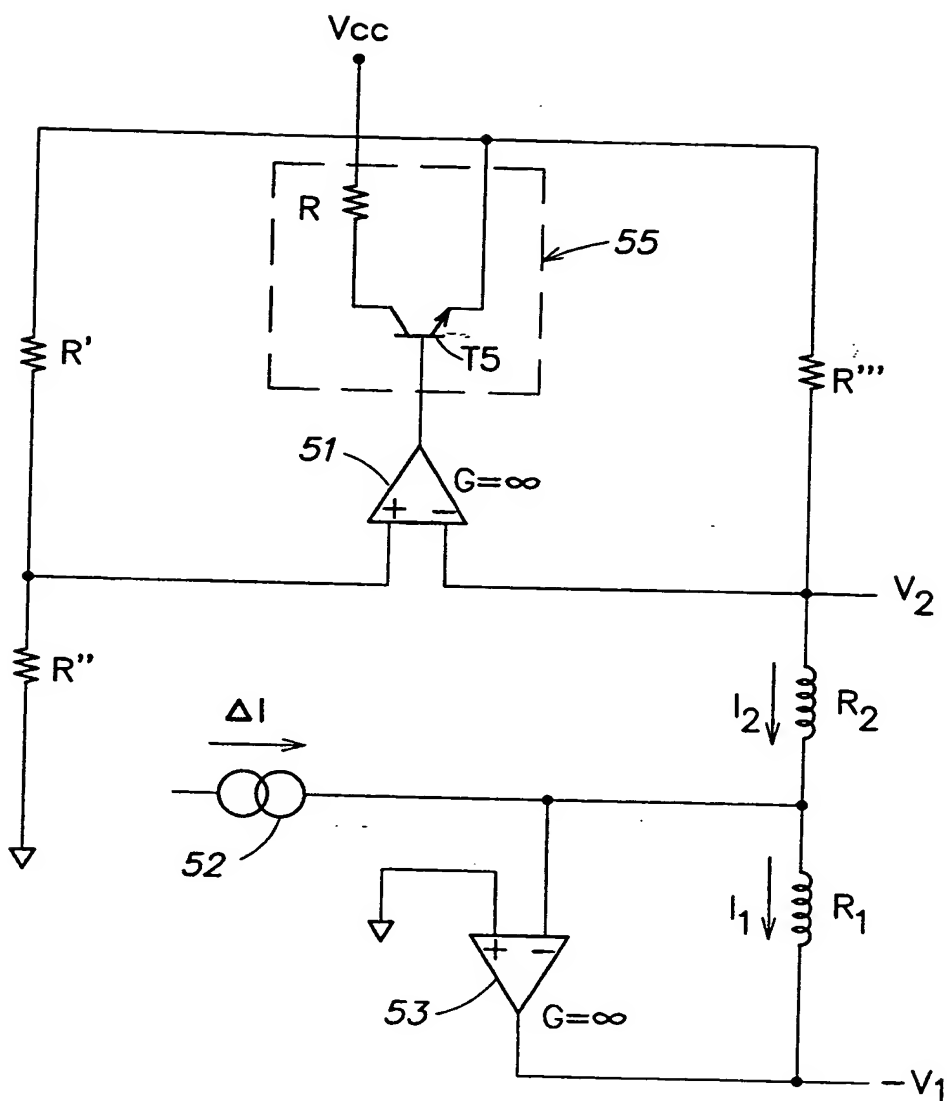 Vcc
R
55
T5
R'
R'''
51
G=∞
+ −
V2
R''
ΔI
I2
R2
52
I1
R1
+ −
53
G=∞
−V1